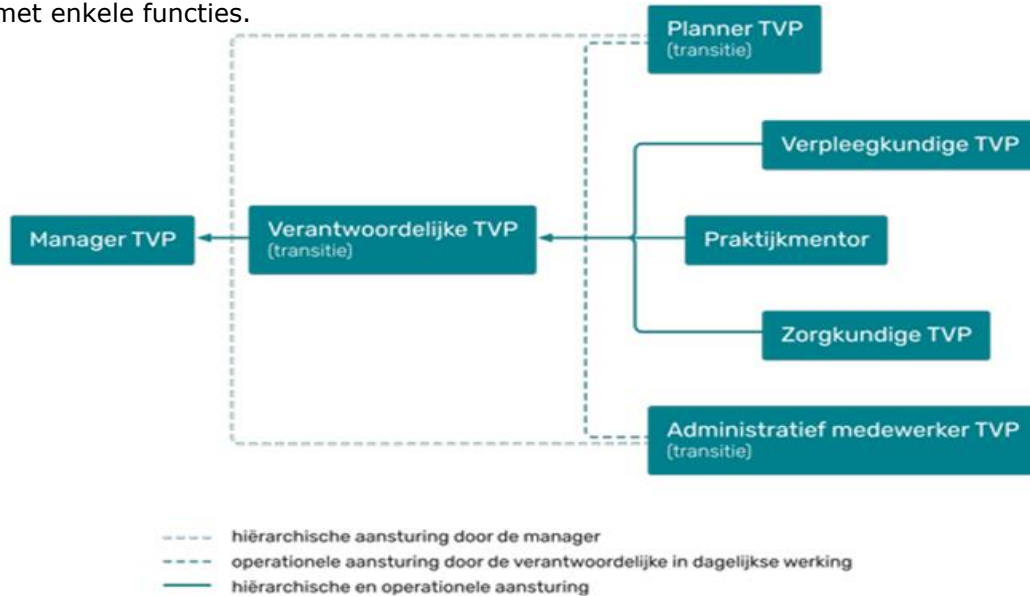 met enkele functies.
Planner TVP
(transitie)
Verpleegkundige TVP
Manager TVP
Verantwoordelijke TVP
(transitie)
Praktijkmentor
Zorgkundige TVP
Administratief medewerker TVP
(transitie)
hiërarchische aansturing door de manager
operationele aansturing door de verantwoordelijke in dagelijkse werking
hiërarchische en operationele aansturing